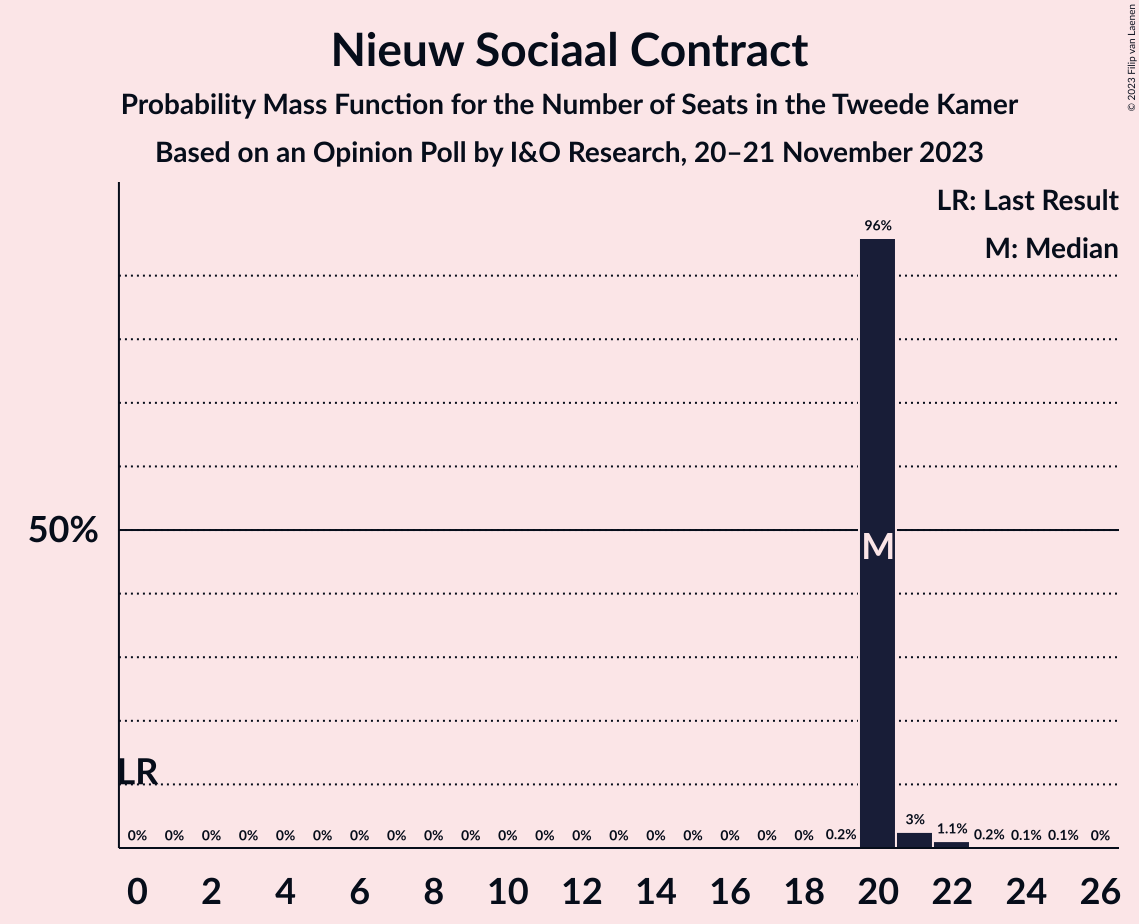 Nieuw Sociaal Contract
Probability Mass Function for the Number of Seats in the Tweede Kamer
Based on an Opinion Poll by I&O Research, 20–21 November 2023
© 2023 Filip van Laenen
LR: Last Result
M: Median
96%
50%
M
LR
0% 0% 0% 0% 0% 0% 0% 0% 0% 0% 0% 0% 0% 0% 0% 0% 0% 0% 0% 0.2% 3% 1.1% 0.2% 0.1% 0.1% 0%
0 2 4 6 8 10 12 14 16 18 20 22 24 26